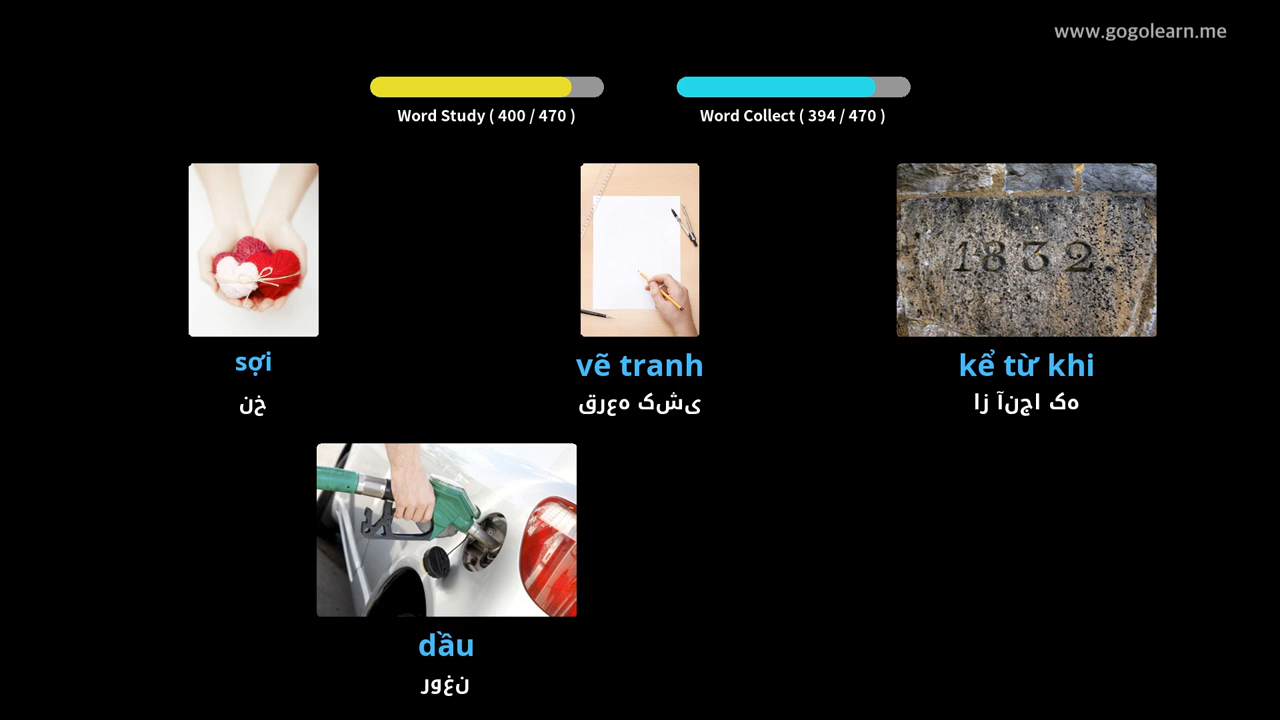 www.gogolearn.me
Word Study ( 400 / 470 )
Word Collect ( 394 / 470 )
sợi
خن
vẽ tranh
یشک هعرق
kể từ khi
هک اجنآ زا
1832.
dầu
نغور